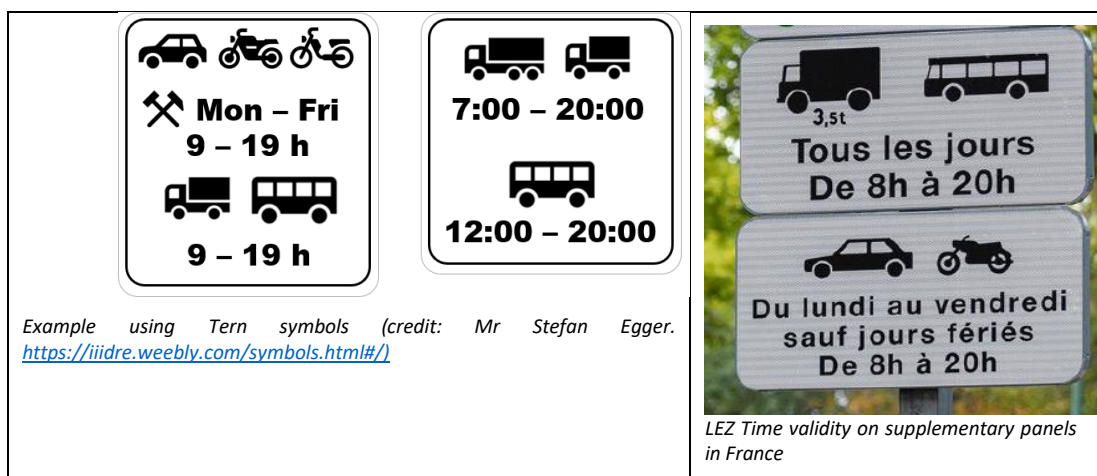 Mon – Fri
9 – 19 h
9 – 19 h
7:00 – 20:00
12:00 – 20:00
Example using Tern symbols (credit: Mr Stefan Egger.
https://iiidre.weebly.com/symbols.html#/)
3,5t
Tous les jours
De 8h à 20h
Du lundi au vendredi
sauf jours fériés
De 8h à 20h
LEZ Time validity on supplementary panels
in France